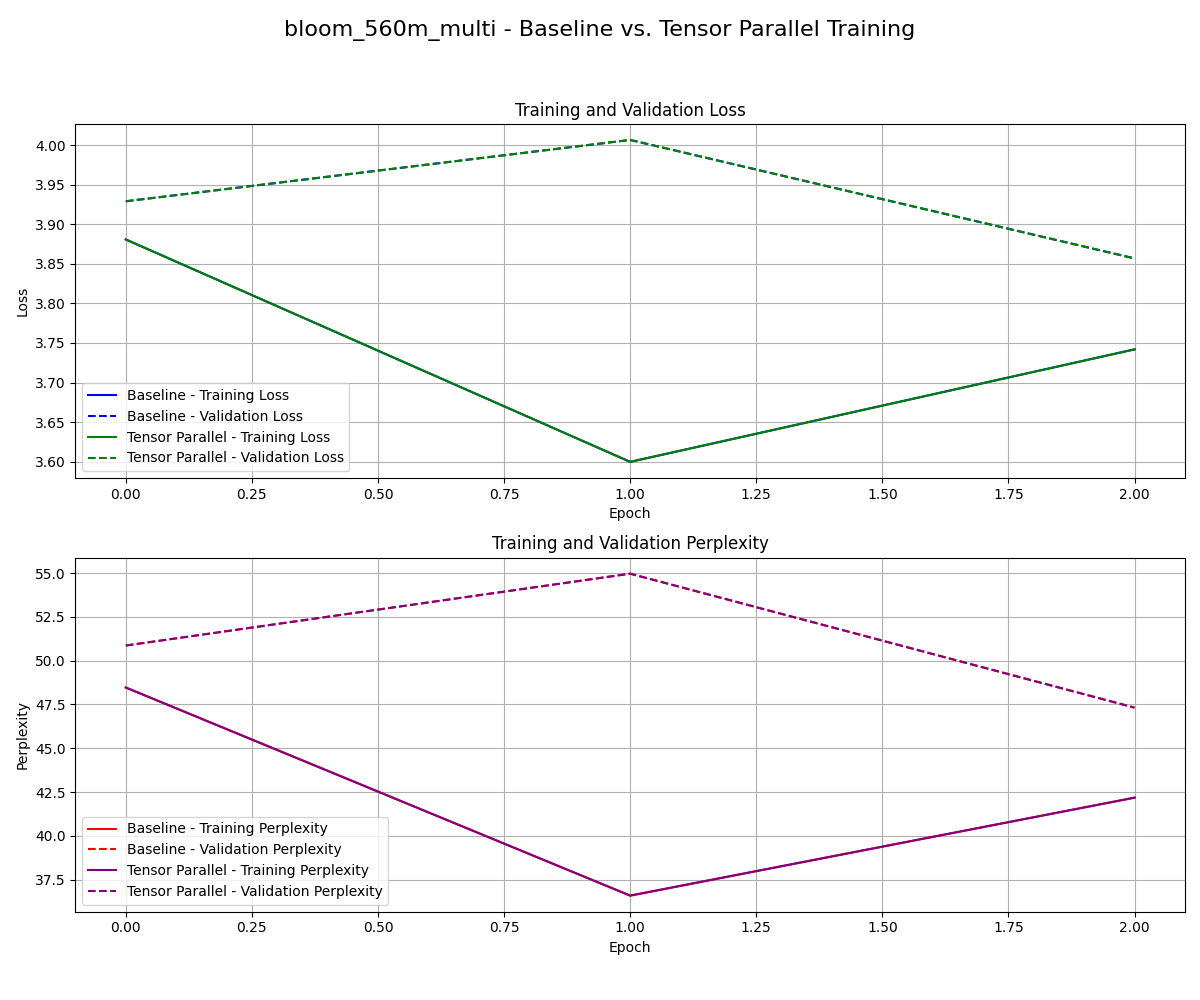 bloom_560m_multi - Baseline vs. Tensor Parallel Training
Training and Validation Loss
Loss
4.00
3.95
3.90
3.85
3.80
3.75
3.70
3.65
3.60
Baseline - Training Loss
Baseline - Validation Loss
Tensor Parallel - Training Loss
Tensor Parallel - Validation Loss
0.00 0.25 0.50 0.75 1.00 1.25 1.50 1.75 2.00
Epoch
Training and Validation Perplexity
Perplexity
55.0
52.5
50.0
47.5
45.0
42.5
40.0
37.5
Baseline - Training Perplexity
Baseline - Validation Perplexity
Tensor Parallel - Training Perplexity
Tensor Parallel - Validation Perplexity
0.00 0.25 0.50 0.75 1.00 1.25 1.50 1.75 2.00
Epoch